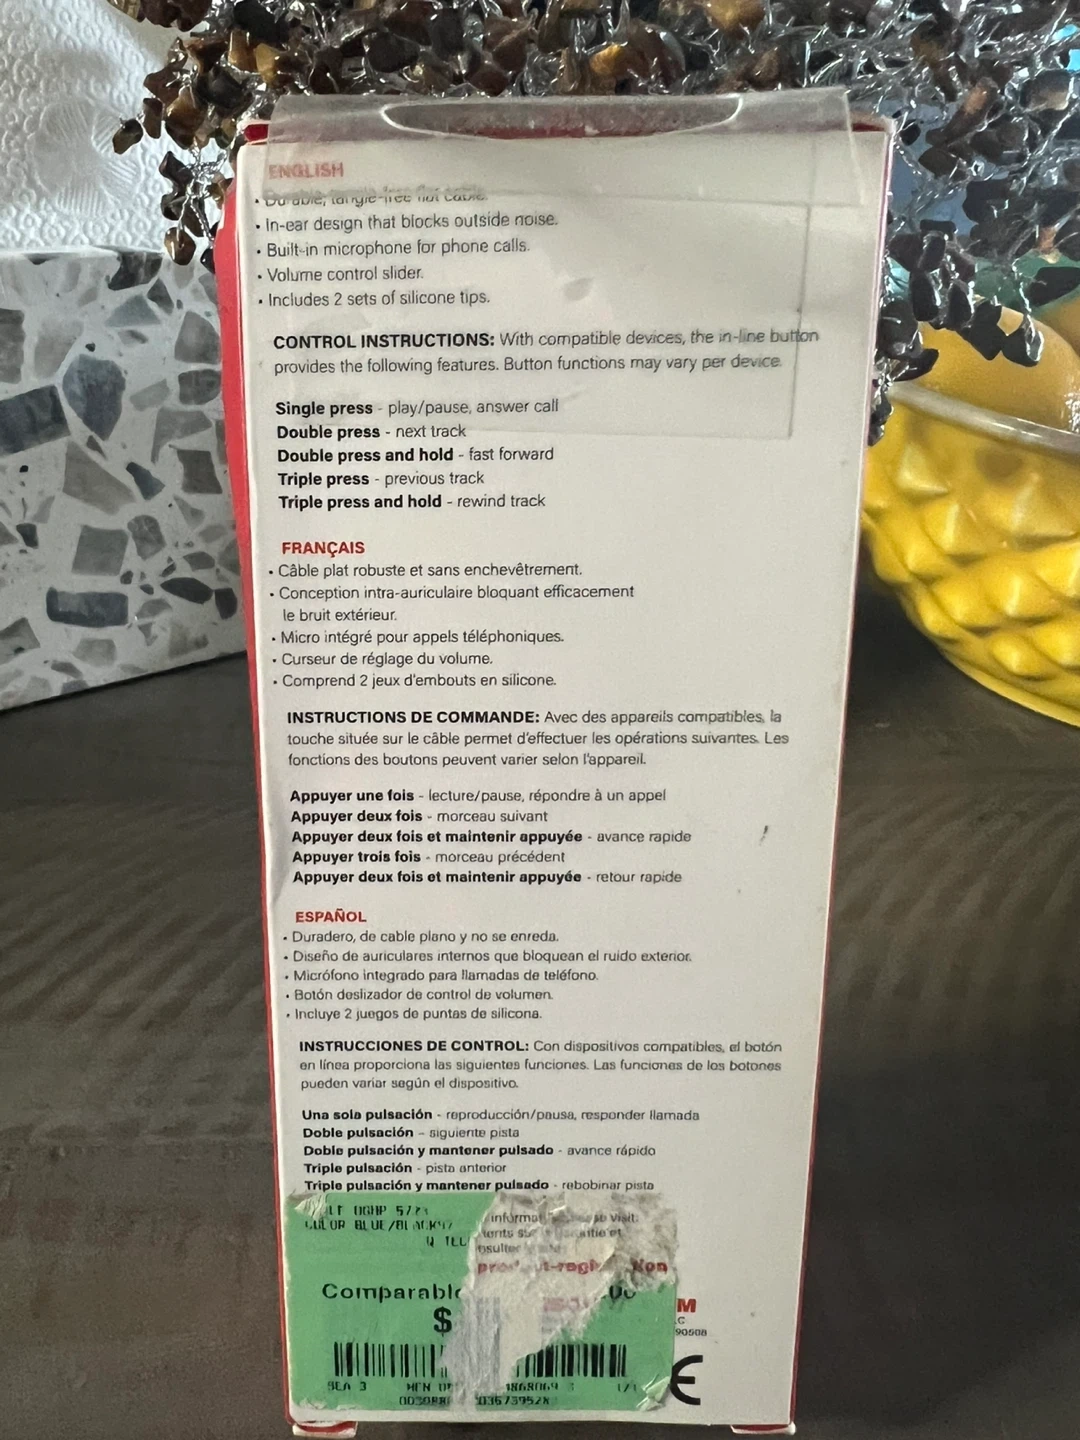 ENGLISH
• Durable, tangle-free flat cable.
• In-ear design that blocks outside noise.
• Built-in microphone for phone calls.
• Volume control slider.
• Includes 2 sets of silicone tips.
CONTROL INSTRUCTIONS: With compatible devices, the in-line button
provides the following features. Button functions may vary per device.
Single press - play/pause, answer call
Double press - next track
Double press and hold - fast forward
Triple press - previous track
Triple press and hold - rewind track
FRANÇAIS
• Câble plat robuste et sans enchevêtrement.
• Conception intra-auriculaire bloquant efficacement
le bruit extérieur.
• Micro intégré pour appels téléphoniques.
• Curseur de réglage du volume.
• Comprend 2 jeux d'embouts en silicone.
INSTRUCTIONS DE COMMANDE: Avec des appareils compatibles, la
touche située sur le câble permet d'effectuer les opérations suivantes. Les
fonctions des boutons peuvent varier selon l'appareil.
Appuyer une fois - lecture/pause, répondre à un appel
Appuyer deux fois - morceau suivant
Appuyer deux fois et maintenir appuyée - avance rapide
Appuyer trois fois - morceau précédent
Appuyer deux fois et maintenir appuyée - retour rapide
ESPAÑOL
• Duradero, de cable plano y no se enreda.
• Diseño de auriculares internos que bloquean el ruido exterior.
• Micrófono integrado para llamadas de teléfono.
• Botón deslizador de control de volumen.
• Incluye 2 juegos de puntas de silicona.
INSTRUCCIONES DE CONTROL: Con dispositivos compatibles, el botón
en línea proporciona las siguientes funciones. Las funciones de los botones
pueden variar según el dispositivo.
Una sola pulsación - reproducción/pausa, responder llamada
Doble pulsación - siguiente pista
Doble pulsación y mantener pulsado - avance rápido
Triple pulsación - pista anterior
Triple pulsación y mantener pulsado - rebobinar pista
COLOR BLUE/BLACK
Comparable
$
M
90508
CE